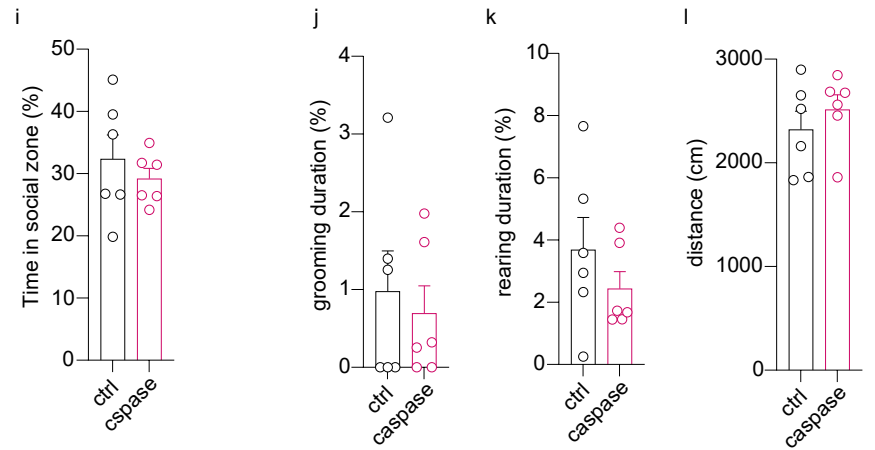 i
Time in social zone (%)
50
40
30
20
10
0
ctrl
cspase
j
grooming duration (%)
4
3
2
1
0
ctrl
caspase
k
rearing duration (%)
10
8
6
4
2
0
ctrl
caspase
l
distance (cm)
3000
2000
1000
0
ctrl
caspase